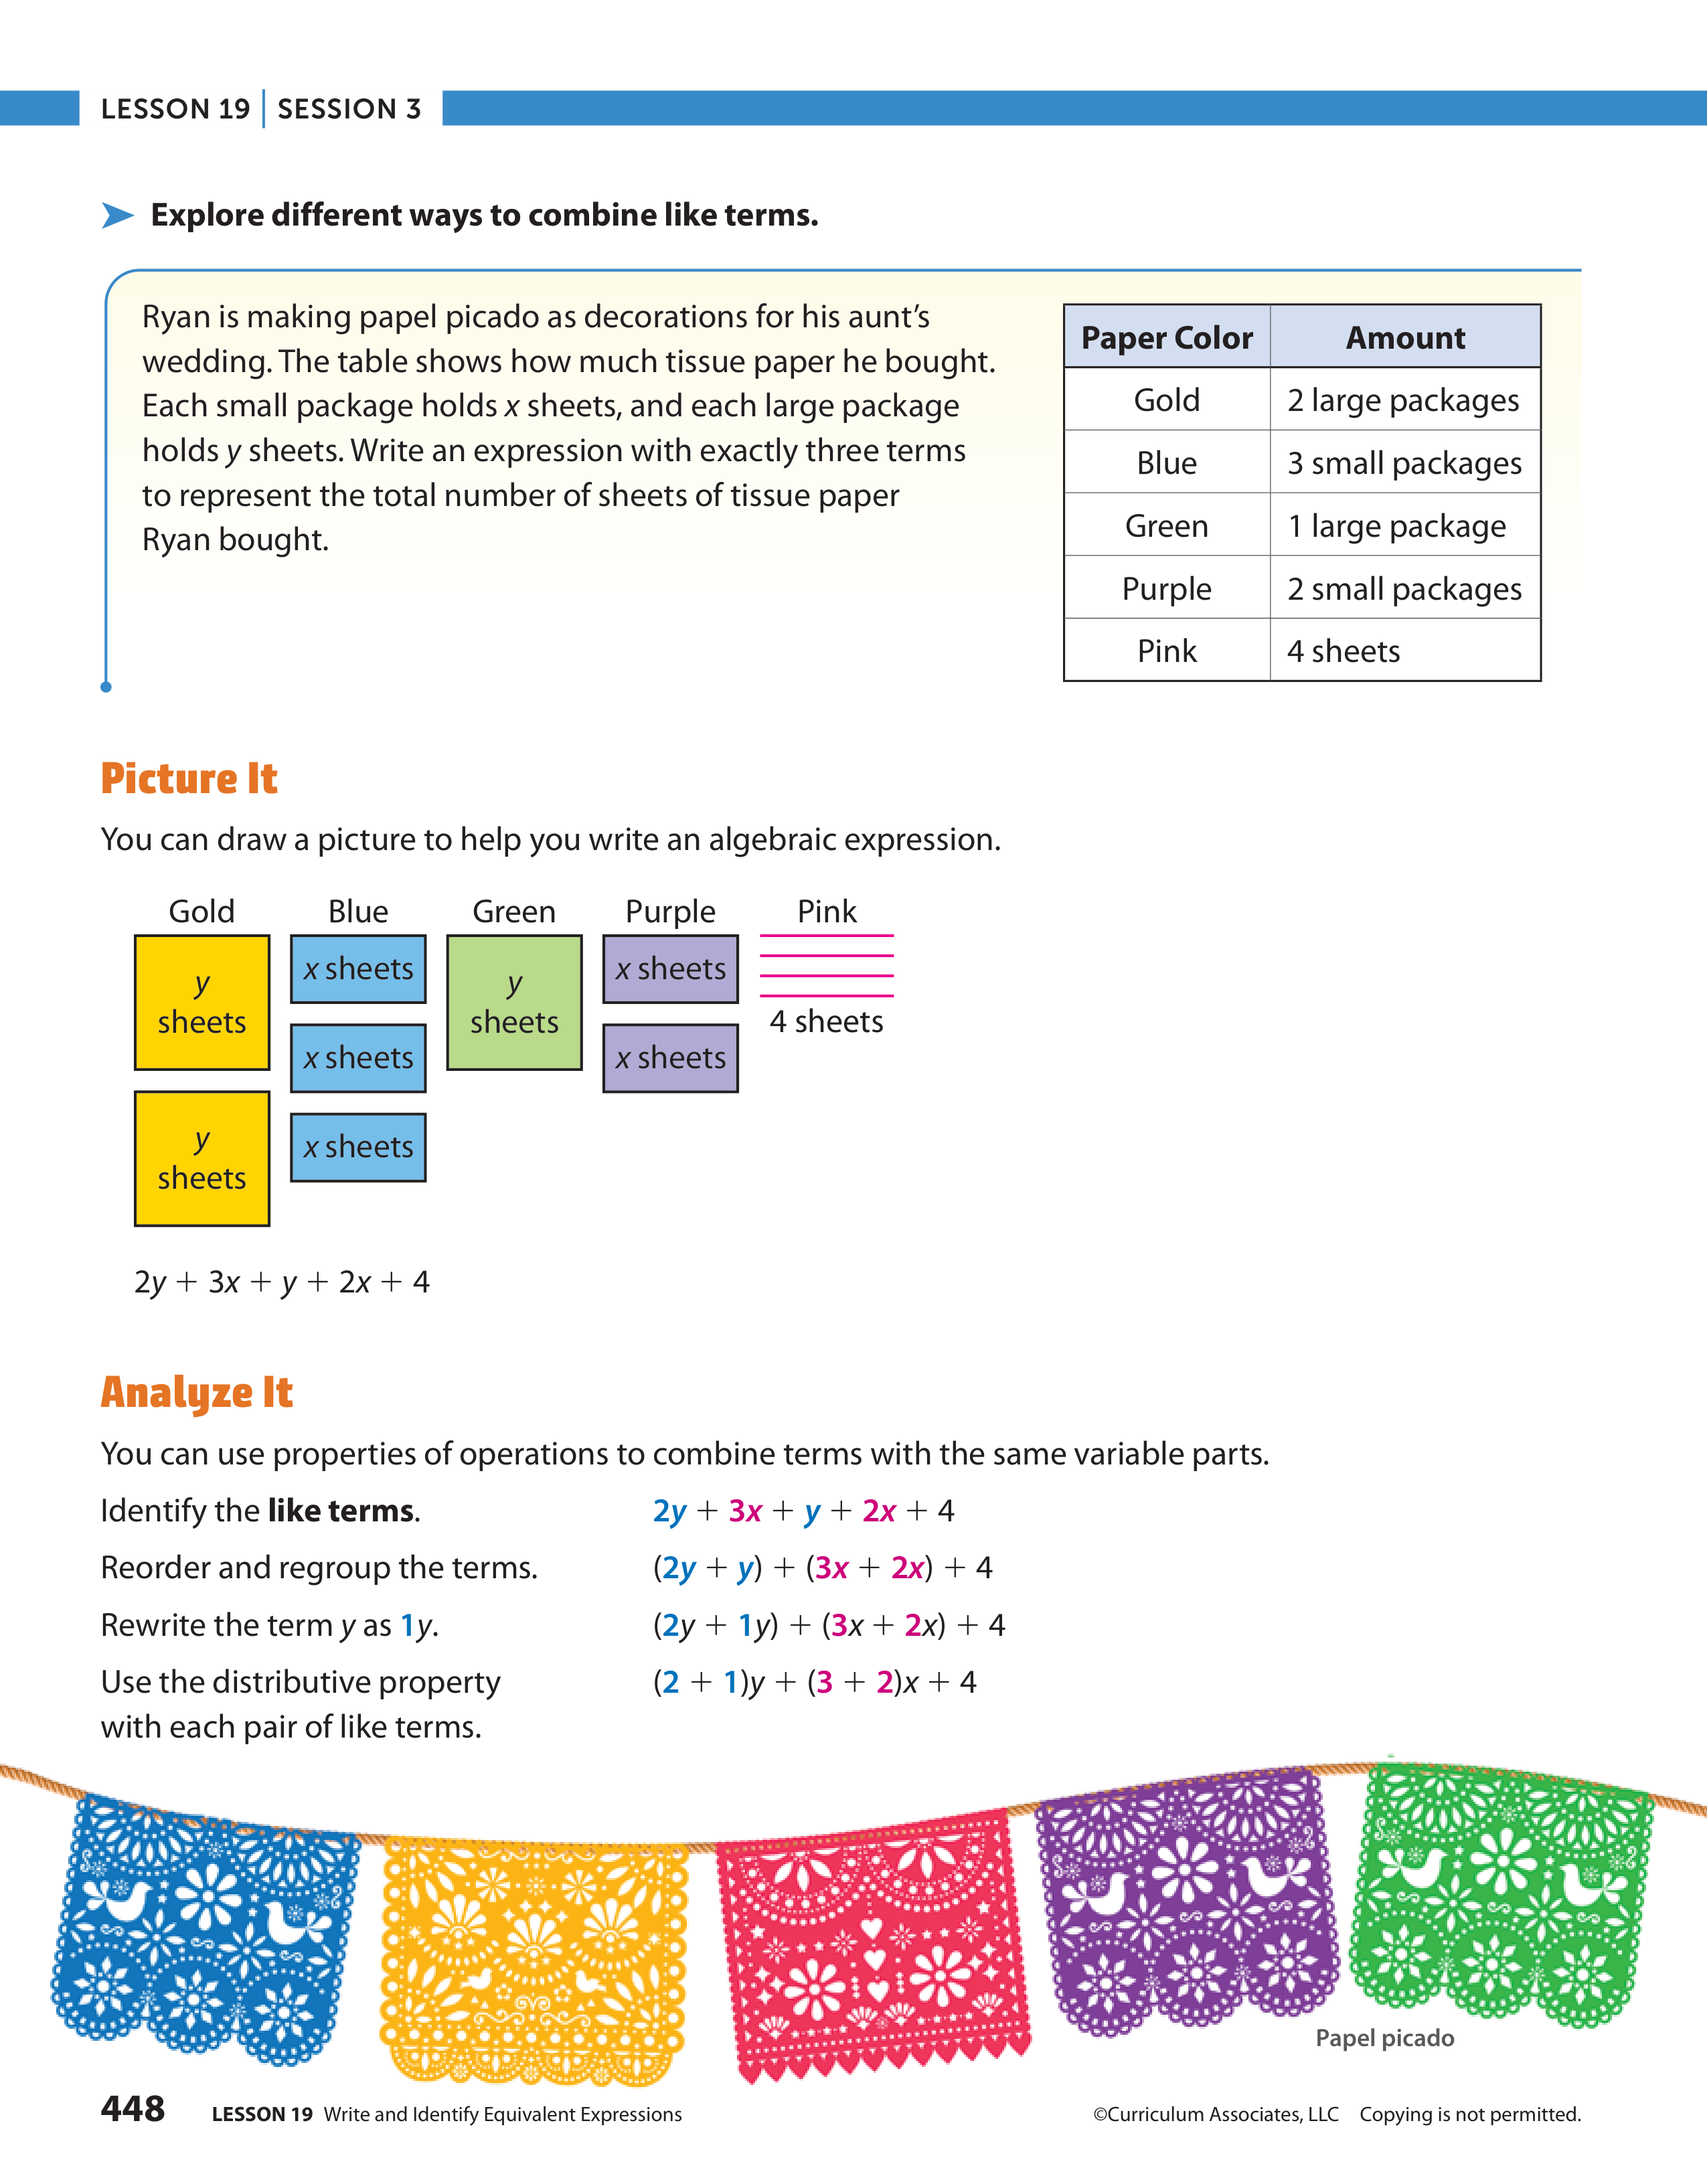 LESSON 19 | SESSION 3
Explore different ways to combine like terms.
Ryan is making papel picado as decorations for his aunt’s
wedding. The table shows how much tissue paper he bought.
Each small package holds x sheets, and each large package
holds y sheets. Write an expression with exactly three terms
to represent the total number of sheets of tissue paper
Ryan bought.
Paper Color Amount
Gold 2 large packages
Blue 3 small packages
Green 1 large package
Purple 2 small packages
Pink 4 sheets
Picture It
You can draw a picture to help you write an algebraic expression.
Gold Blue Green Purple Pink
y sheets
x sheets
y sheets
x sheets
4 sheets
x sheets
x sheets
y sheets
x sheets
2y + 3x + y + 2x + 4
Analyze It
You can use properties of operations to combine terms with the same variable parts.
Identify the like terms. 2y + 3x + y + 2x + 4
Reorder and regroup the terms. (2y + y) + (3x + 2x) + 4
Rewrite the term y as 1y. (2y + 1y) + (3x + 2x) + 4
Use the distributive property (2 + 1)y + (3 + 2)x + 4
with each pair of like terms.
Papel picado
448 LESSON 19 Write and Identify Equivalent Expressions ©Curriculum Associates, LLC Copying is not permitted.